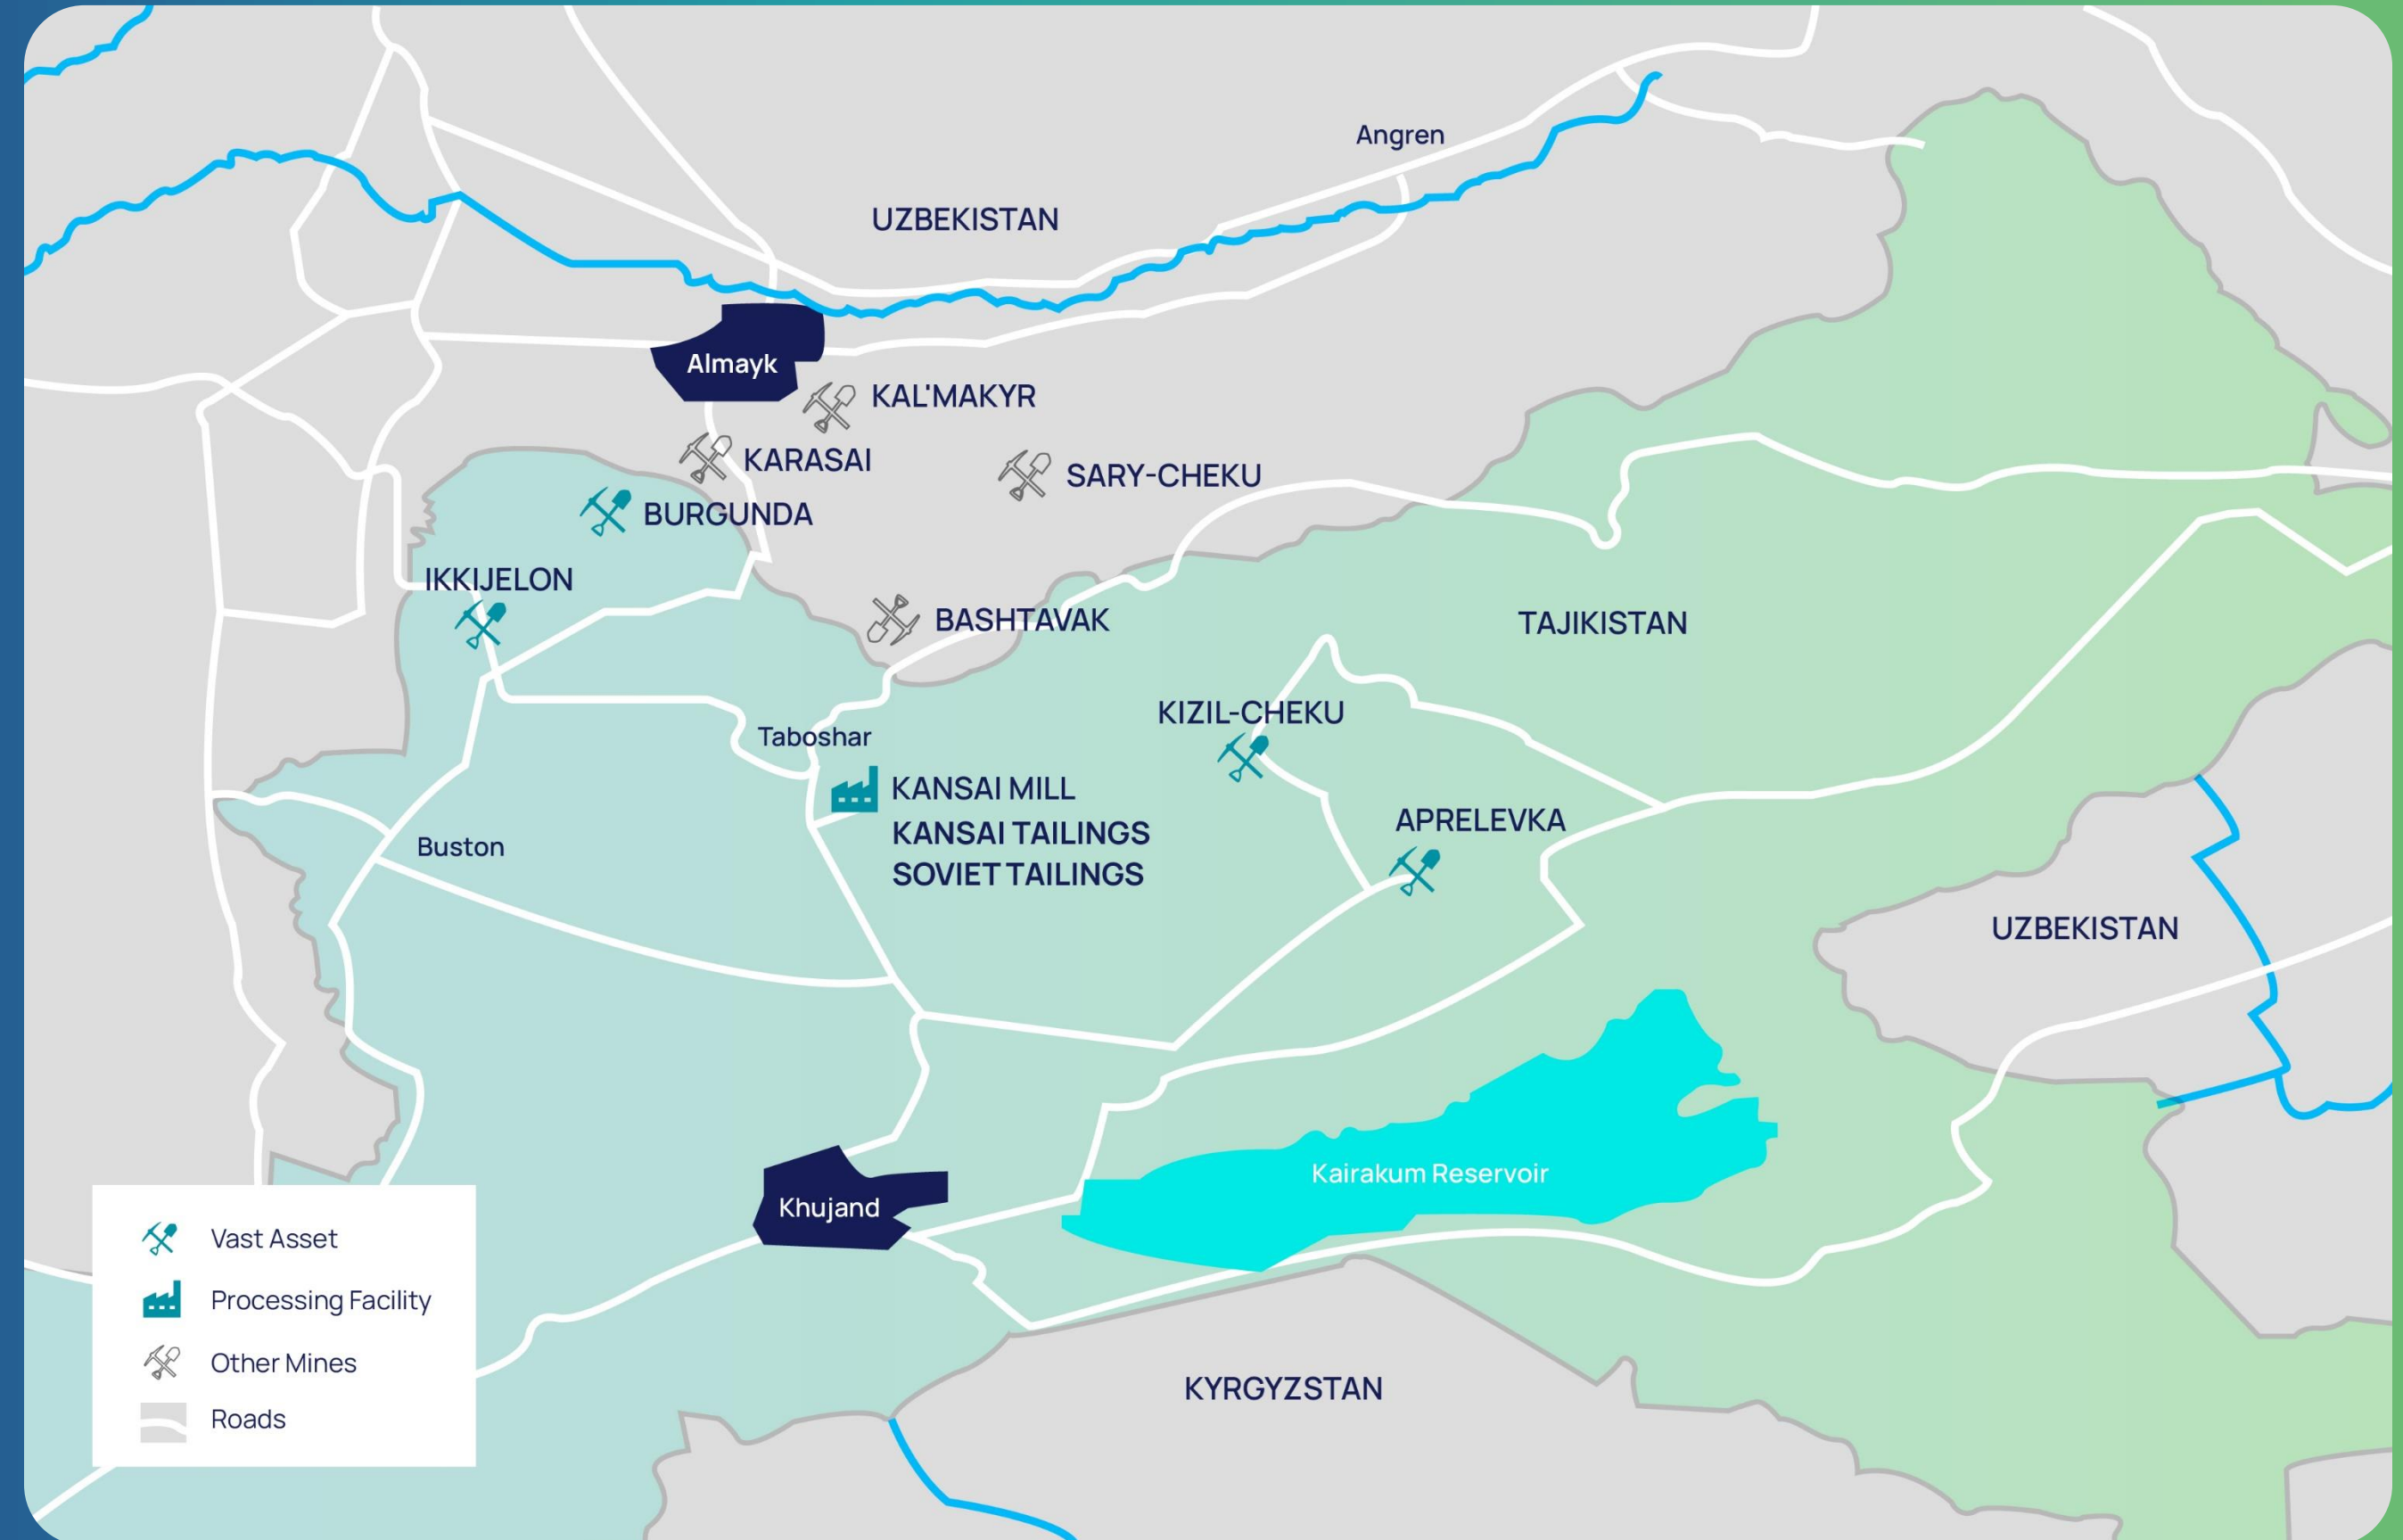 Angren
UZBEKISTAN
Almayk
KAL'MAKYR
KARASAI
SARY-CHEKU
BURGUNDA
IKKIJELON
BASHTAVAK
TAJIKISTAN
KIZIL-CHEKU
Taboshar
KANSAI MILL
KANSAI TAILINGS
SOVIET TAILINGS
APRELEVKA
Buston
UZBEKISTAN
Kairakum Reservoir
Khujand
KYRGYZSTAN
Vast Asset
Processing Facility
Other Mines
Roads